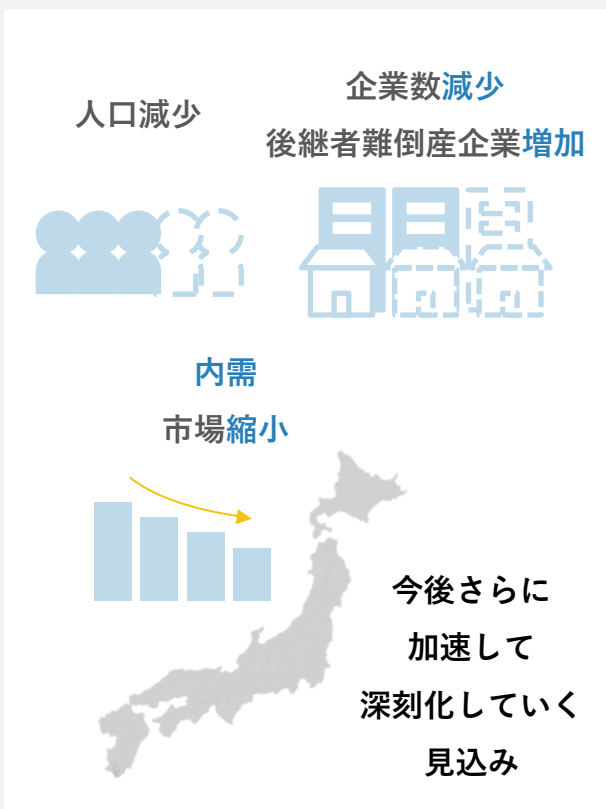 人口減少
企業数減少
後継者難倒産企業増加
内需
市場縮小
今後さらに
加速して
深刻化していく
見込み